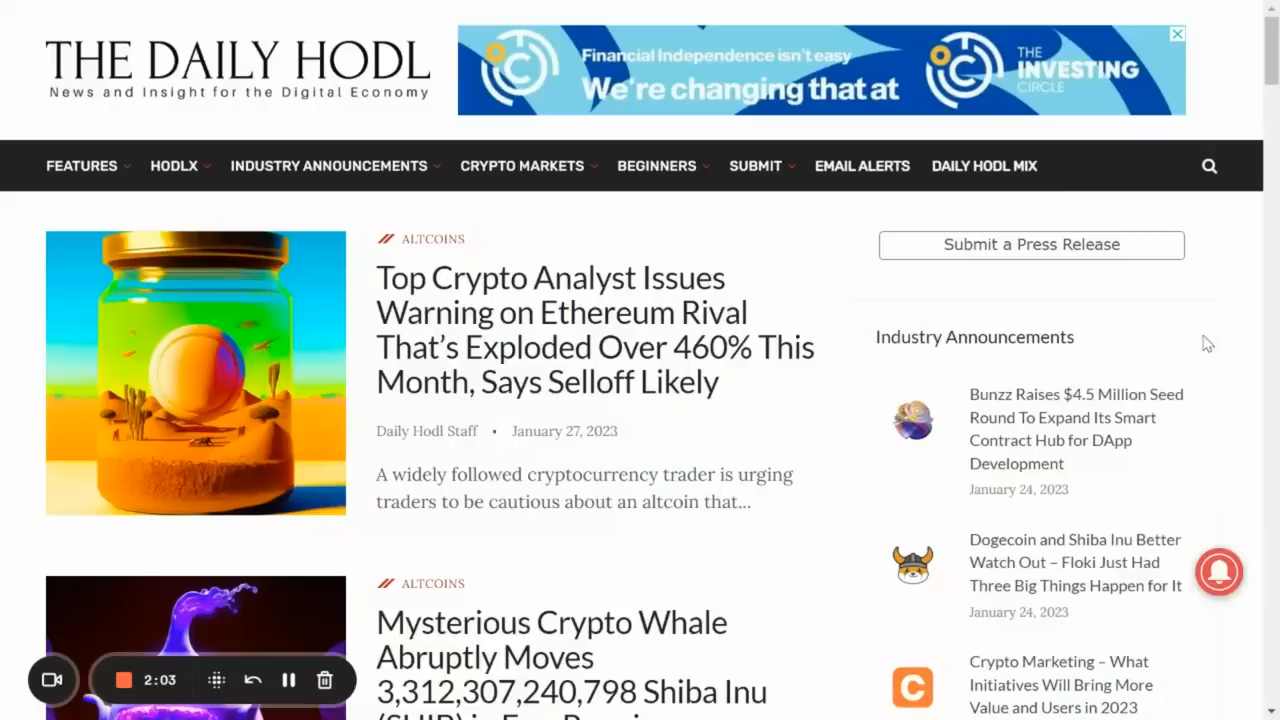 THE DAILY HODL
News and Insight for the Digital Economy
Financial Independence isn't easy
We're changing that at
THE
INVESTING
CIRCLE
FEATURES HODLX INDUSTRY ANNOUNCEMENTS CRYPTO MARKETS BEGINNERS SUBMIT EMAIL ALERTS DAILY HODL MIX
ALTCOINS
Top Crypto Analyst Issues
Warning on Ethereum Rival
That's Exploded Over 460% This
Month, Says Selloff Likely
Daily Hodl Staff • January 27, 2023
A widely followed cryptocurrency trader is urging
traders to be cautious about an altcoin that...
ALTCOINS
Mysterious Crypto Whale
Abruptly Moves
3,312,307,240,798 Shiba Inu
Submit a Press Release
Industry Announcements
Bunzz Raises $4.5 Million Seed
Round To Expand Its Smart
Contract Hub for DApp
Development
January 24, 2023
Dogecoin and Shiba Inu Better
Watch Out – Floki Just Had
Three Big Things Happen for It
January 24, 2023
Crypto Marketing – What
Initiatives Will Bring More
Value and Users in 2023
2:03